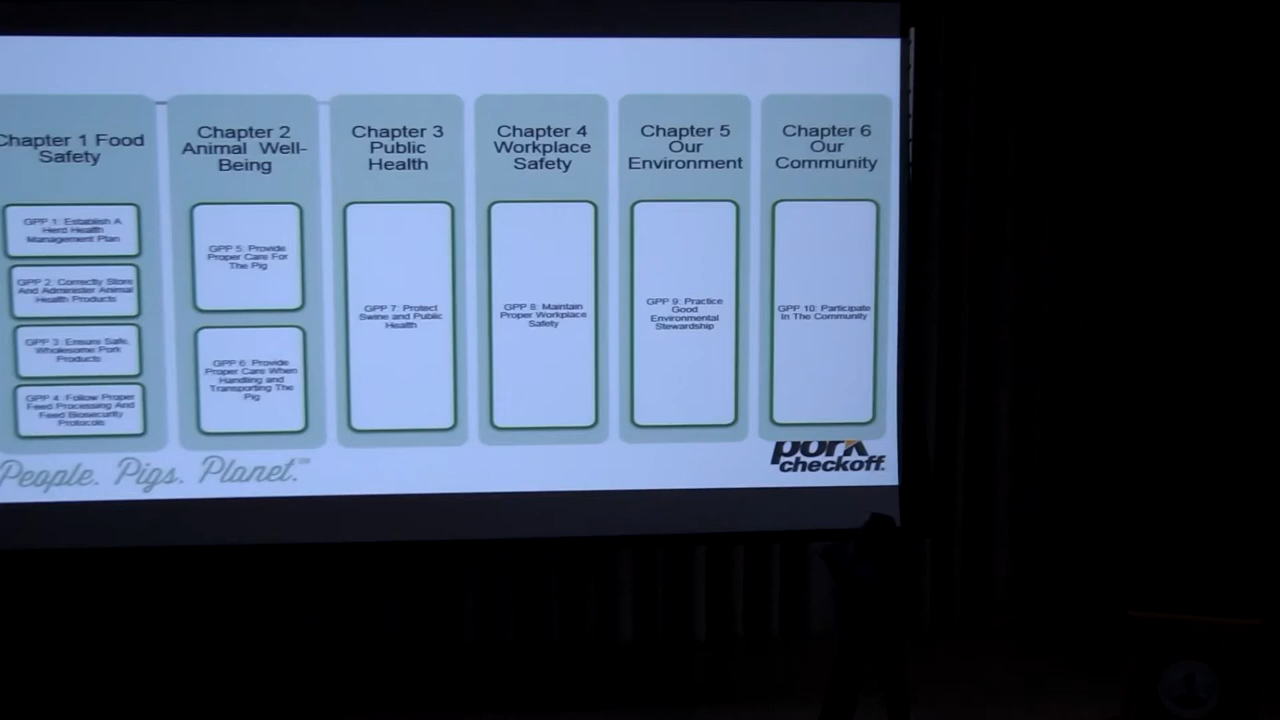 Chapter 1 Food
Safety
GPP 1: Establish A
Herd Health
Management Plan
GPP 2: Correctly Store
And Administer Animal
Health Products
GPP 3: Ensure Safe,
Wholesome Pork
Products
GPP 4: Follow Proper
Feed Processing And
Feed Biosecurity
Protocols
Chapter 2
Animal Well-
Being
GPP 5: Provide
Proper Care For
The Pig
GPP 6: Provide
Proper Care When
Handling and
Transporting The
Pig
Chapter 3
Public
Health
GPP 7: Protect
Swine and Public
Health
Chapter 4
Workplace
Safety
GPP 8: Maintain
Proper Workplace
Safety
Chapter 5
Our
Environment
GPP 9: Practice
Good
Environmental
Stewardship
Chapter 6
Our
Community
GPP 10: Participate
In The Community
People. Pigs. Planet.
pork
checkoff.